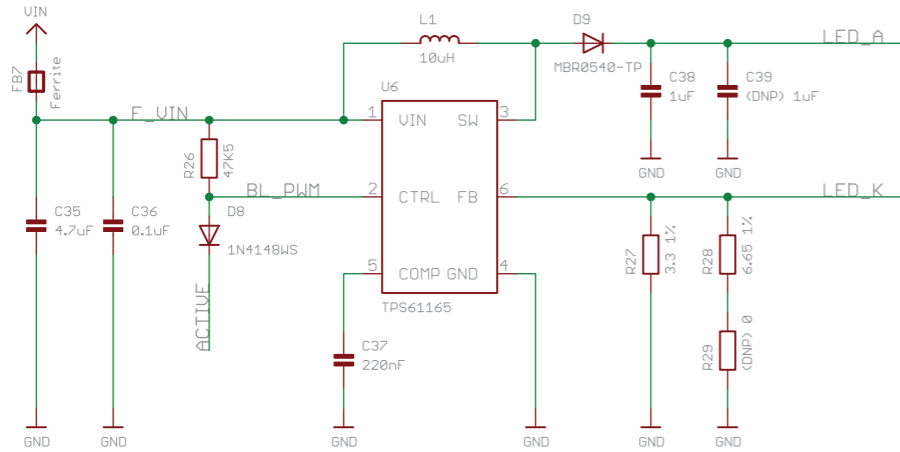 VIN
L1
D9
LED_A
10uH
MBR0540-TP
FB7
Ferrite
U6
C38
1uF
C39
(DNP) 1uF
F_VIN
1
VIN
SW
3
R26
47K5
GND
GND
BL_PWM
2
CTRL
FB
6
LED_K
C35
4.7uF
C36
0.1uF
D8
1N4148WS
R27
3.3 1%
R28
6.65 1%
5
COMP
GND
4
ACTIVE
TPS61165
C37
220nF
R29
(DNP) 0
GND
GND
GND
GND
GND
GND